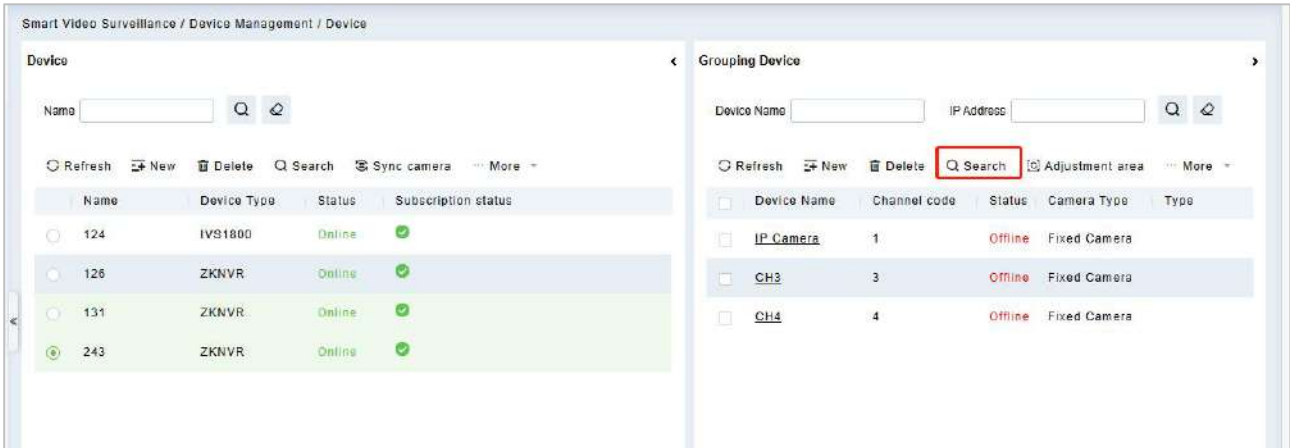 Smart Video Surveillance / Device Management / Device
Device
Name
Refresh New Delete Search Sync camera ··· More
Name Device Type Status Subscription status
124 IVS1800 Online
126 ZKNVR Online
131 ZKNVR Online
243 ZKNVR Online
Grouping Device
Device Name IP Address
Refresh New Delete Search Adjustment area ··· More
Device Name Channel code Status Camera Type Type
IP Camera 1 Offline Fixed Camera
CH3 3 Offline Fixed Camera
CH4 4 Offline Fixed Camera